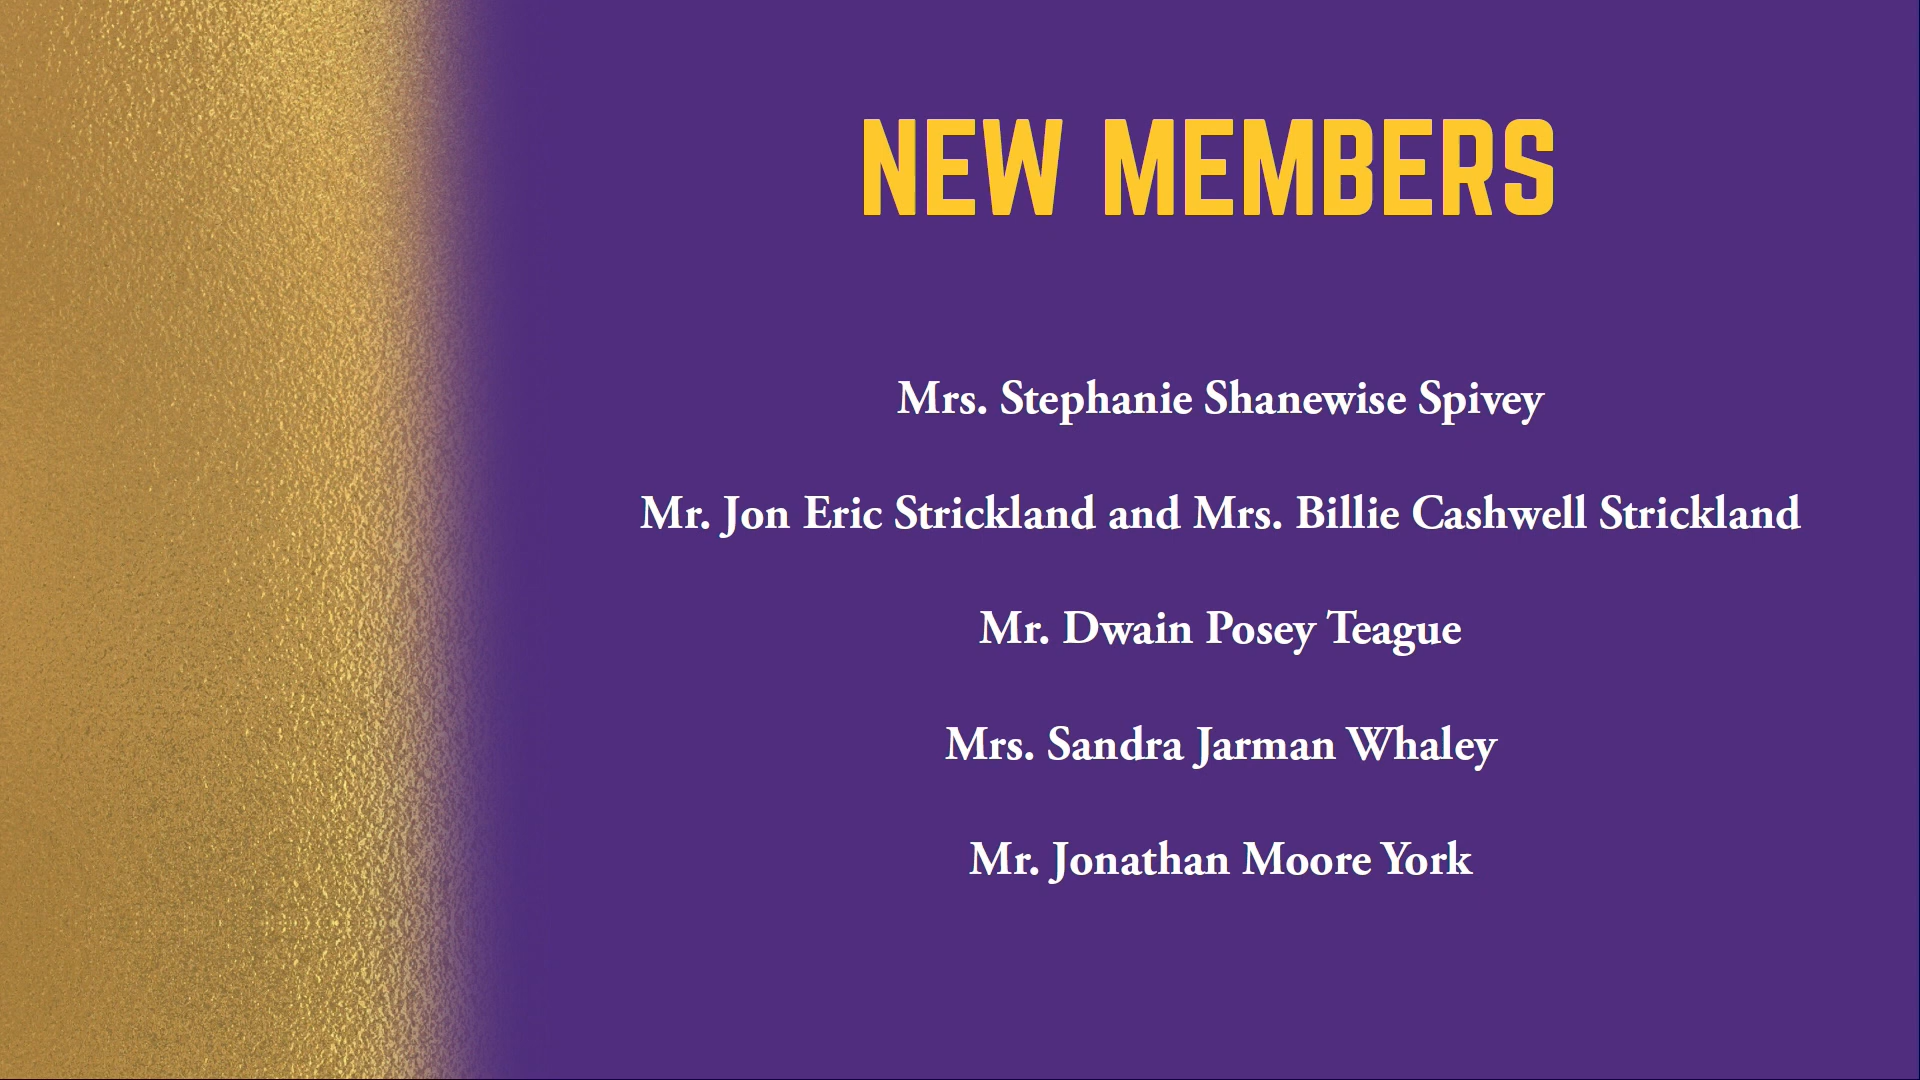 NEW MEMBERS
Mrs. Stephanie Shanewise Spivey
Mr. Jon Eric Strickland and Mrs. Billie Cashwell Strickland
Mr. Dwain Posey Teague
Mrs. Sandra Jarman Whaley
Mr. Jonathan Moore York